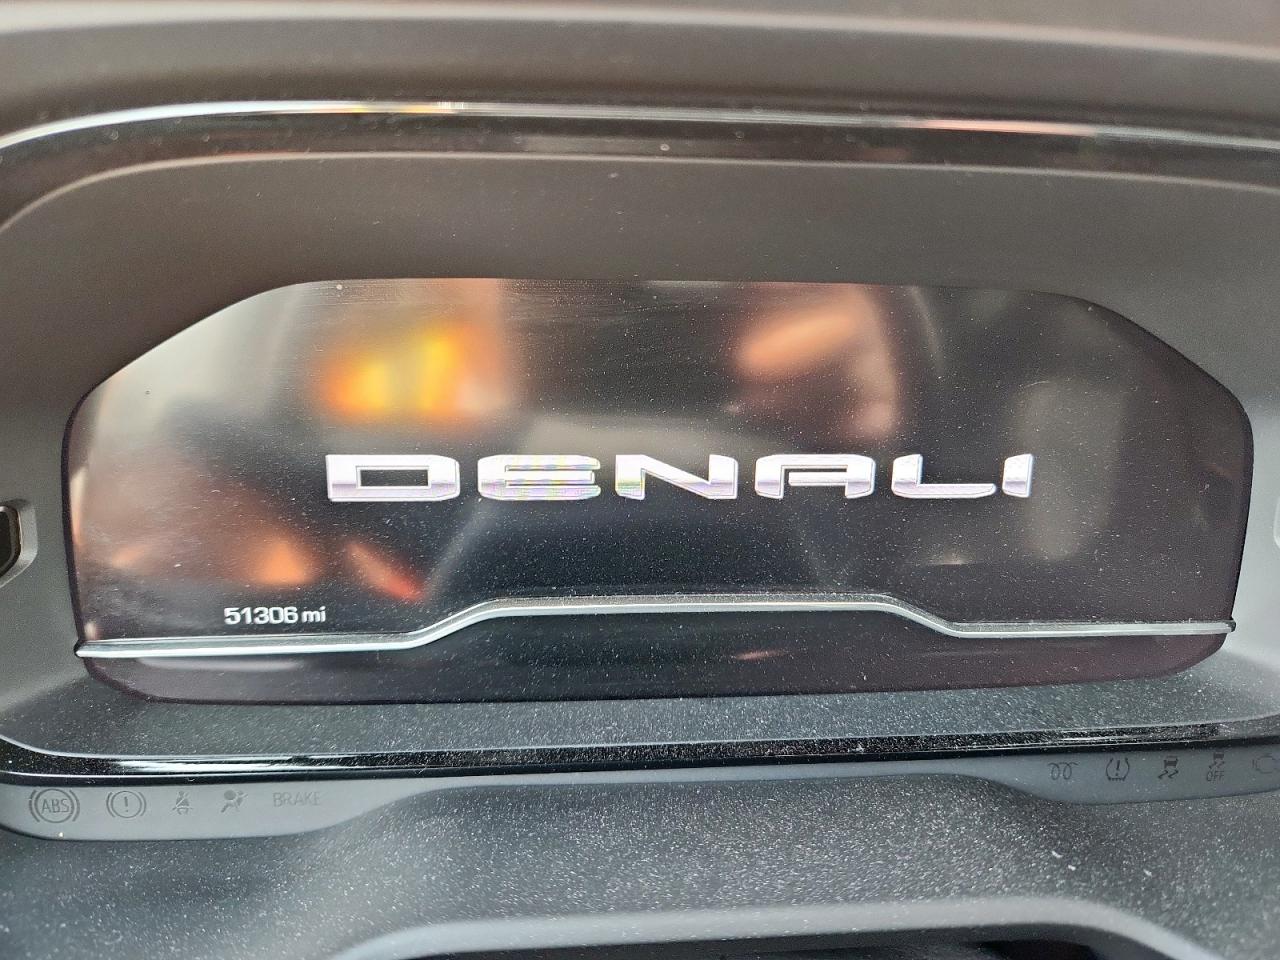 DENALI
51306 mi
ABS
BRAKE
OFF